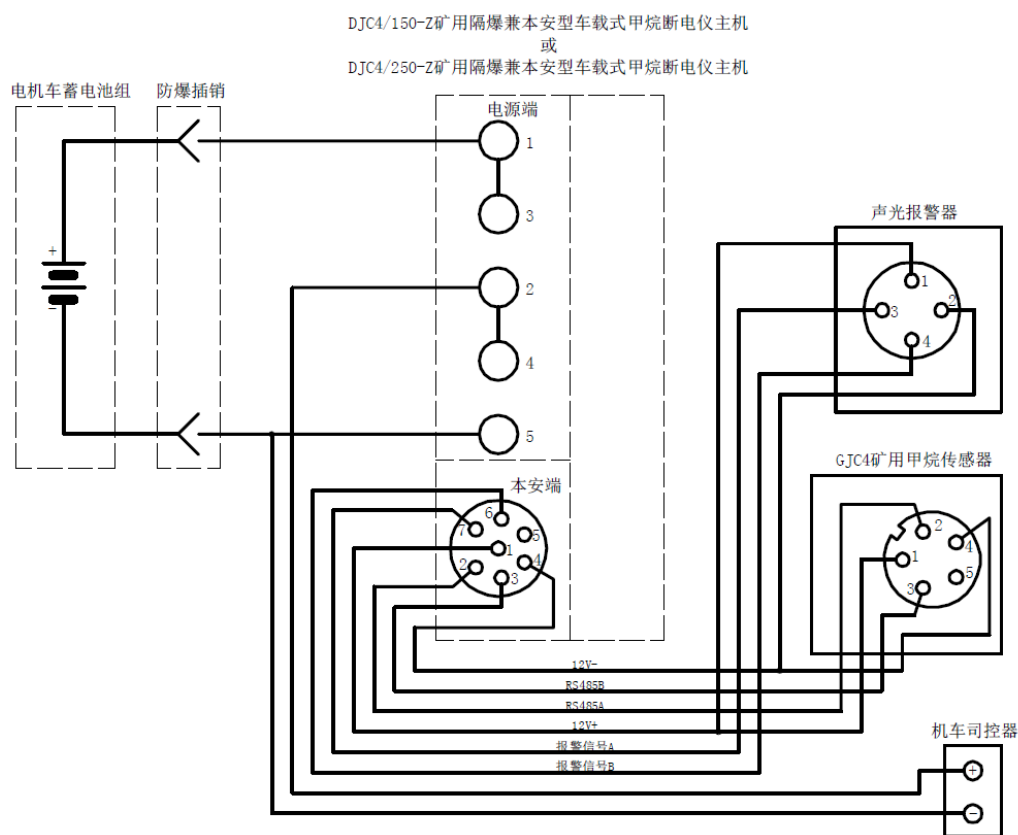 DJC4/150-Z矿用隔爆兼本安型车载式甲烷断电仪主机
或
DJC4/250-Z矿用隔爆兼本安型车载式甲烷断电仪主机
电机车蓄电池组
防爆插销
电源端
1
3
2
4
5
+
-
声光报警器
1
2
3
4
GJC4矿用甲烷传感器
2
4
1
5
3
本安端
6
7
5
1
2
4
3
12V-
RS485B
RS485A
12V+
报警信号A
报警信号B
机车司控器
+
-